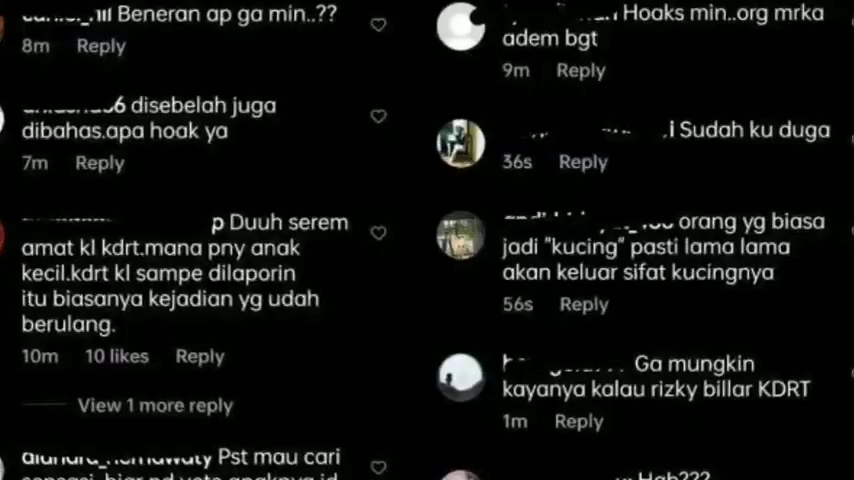 Beneran ap ga min..??
8m Reply
6 disebelah juga
dibahas.apa hoak ya
7m Reply
p Duuh serem
amat kl kdrt.mana pny anak
kecil.kdrt kl sampe dilaporin
itu biasanya kejadian yg udah
berulang.
10m 10 likes Reply
View 1 more reply
Pst mau cari
Hoaks min..org mrka
adem bgt
9m Reply
.i Sudah ku duga
36s Reply
orang yg biasa
jadi "kucing" pasti lama lama
akan keluar sifat kucingnya
56s Reply
Ga mungkin
kayanya kalau rizky billar KDRT
1m Reply
Hah???